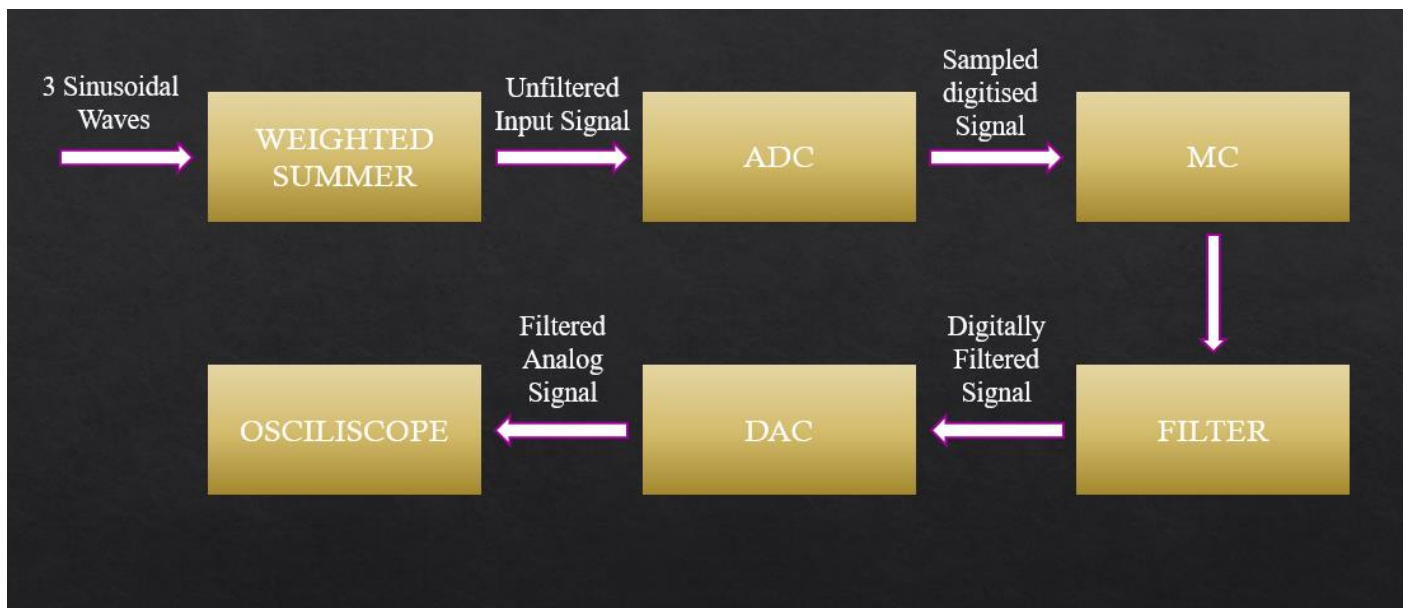 3 Sinusoidal
Waves
WEIGHTED
SUMMER
Unfiltered
Input Signal
ADC
Sampled
digitised
Signal
MC
FILTER
Digitally
Filtered
Signal
DAC
Filtered
Analog
Signal
OSCILISCOPE